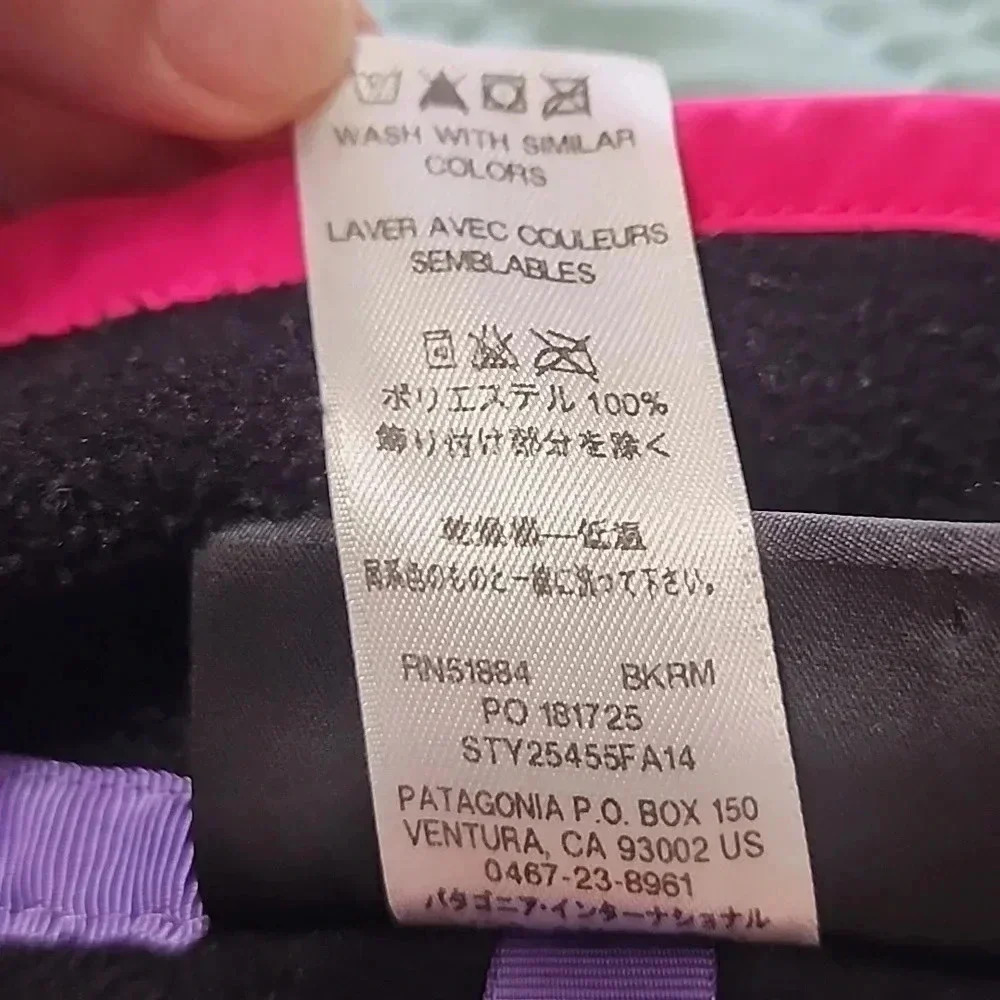 WASH WITH SIMILAR
COLORS
LAVER AVEC COULEURS
SEMBLABLES
ポリエステル 100%
飾り付け部分を除く
乾燥機—低温
同系色のものと一緒に洗って下さい。
RN51884 BKRM
PO 181725
STY25455FA14
PATAGONIA P.O. BOX 150
VENTURA, CA 93002 US
0467-23-8961
パタゴニア・インターナショナル